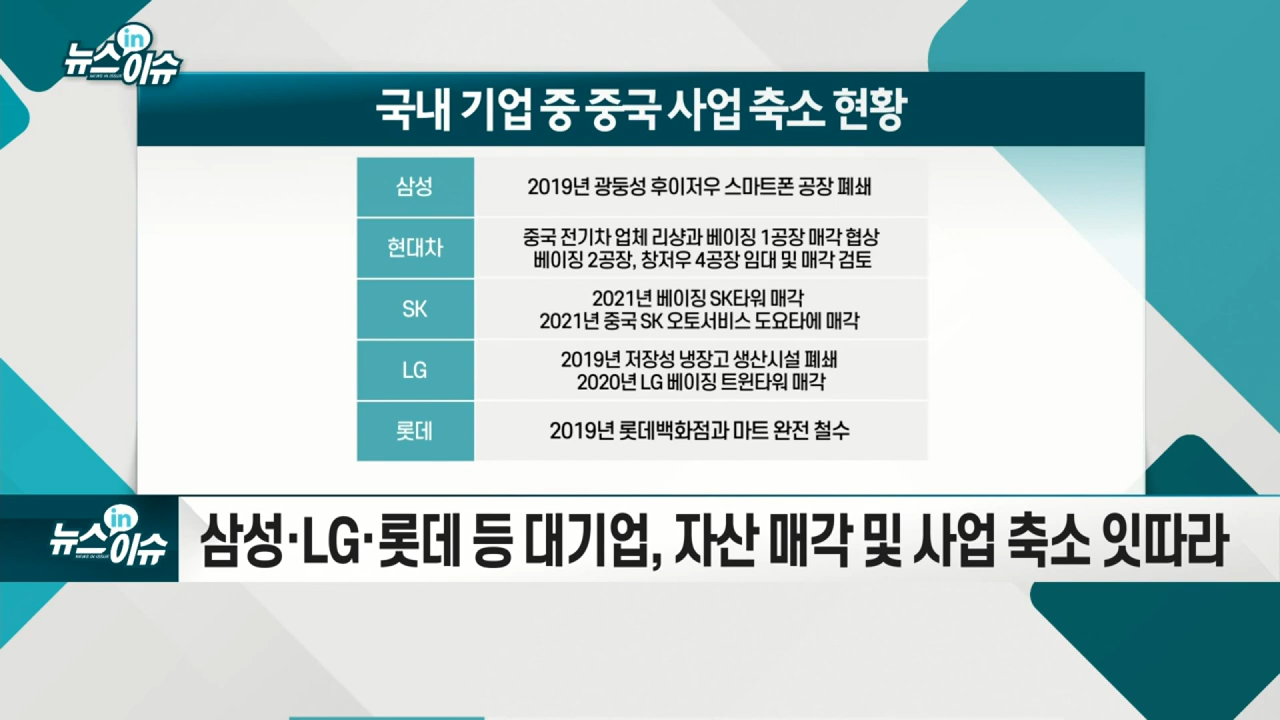 뉴스in이슈
NEWS IN ISSUE
국내 기업 중 중국 사업 축소 현황
삼성
2019년 광둥성 후이저우 스마트폰 공장 폐쇄
현대차
중국 전기차 업체 리샹과 베이징 1공장 매각 협상
베이징 2공장, 창저우 4공장 임대 및 매각 검토
SK
2021년 베이징 SK타워 매각
2021년 중국 SK 오토서비스 도요타에 매각
LG
2019년 저장성 냉장고 생산시설 폐쇄
2020년 LG 베이징 트윈타워 매각
롯데
2019년 롯데백화점과 마트 완전 철수
뉴스in이슈
NEWS IN ISSUE
삼성·LG·롯데 등 대기업, 자산 매각 및 사업 축소 잇따라